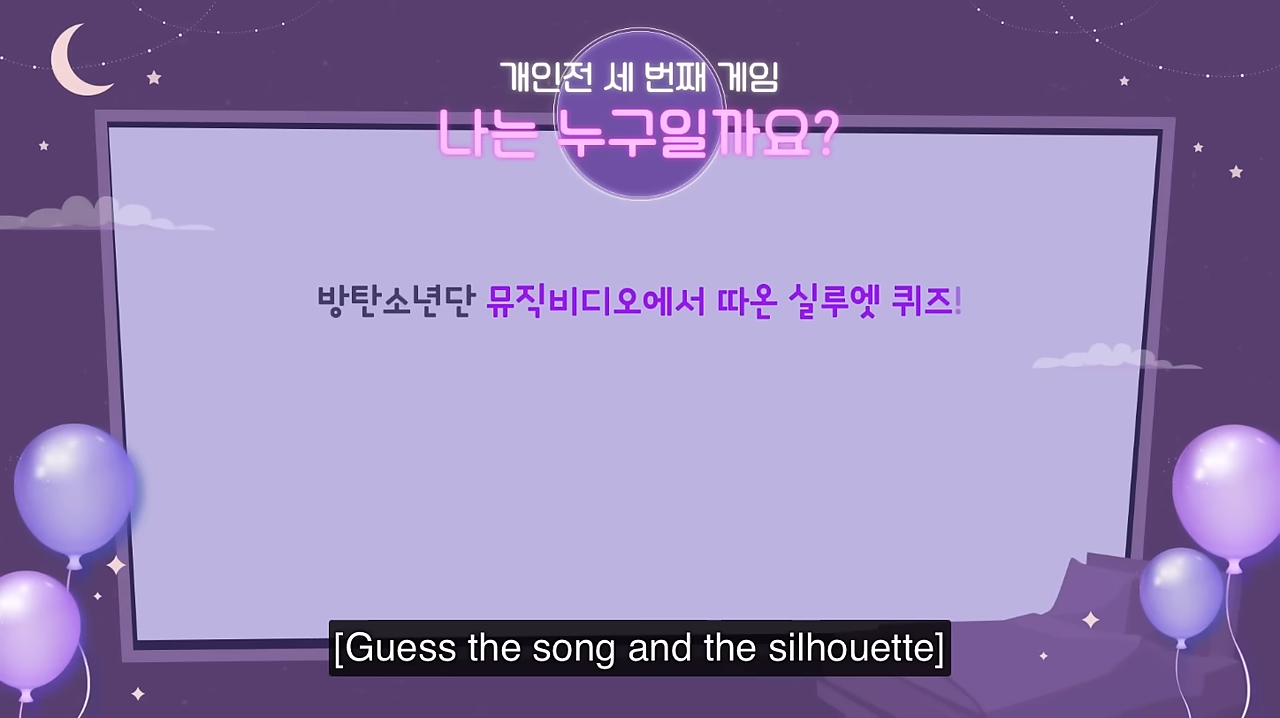 개인전 세 번째 게임
나는 누구일까요?
방탄소년단 뮤직비디오에서 따온 실루엣 퀴즈!
[Guess the song and the silhouette]